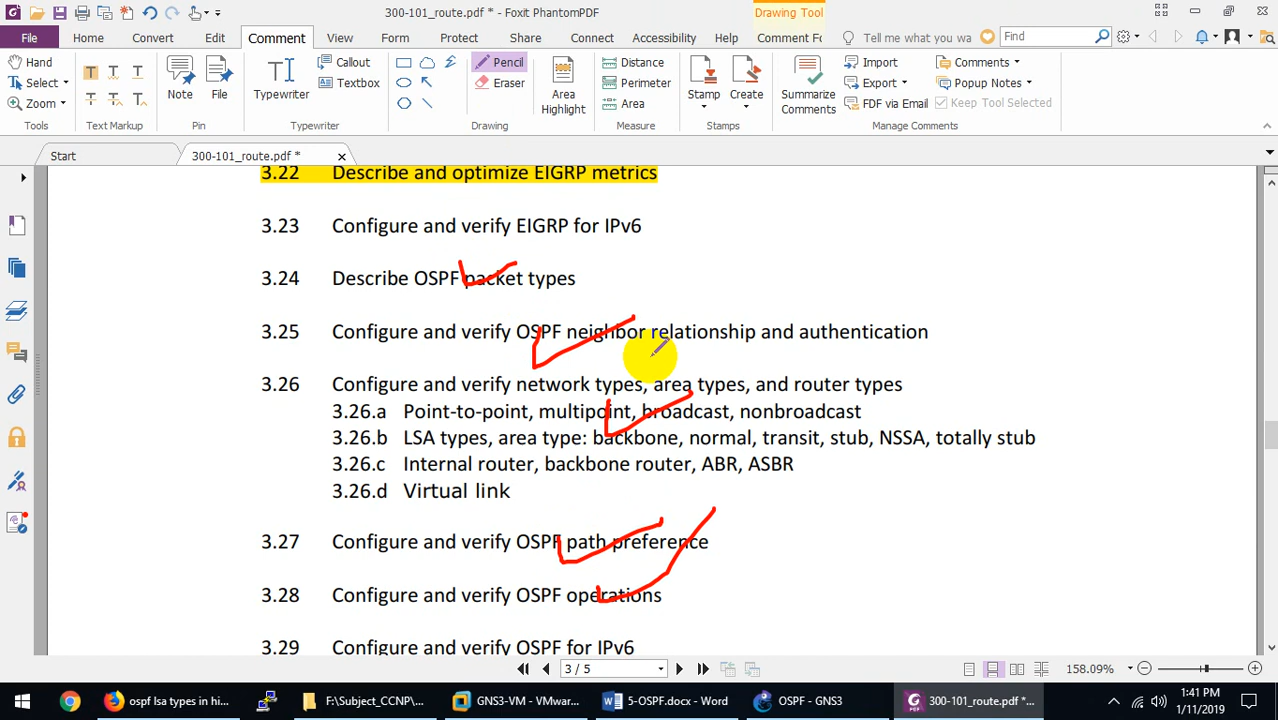 300-101_route.pdf * - Foxit PhantomPDF
Drawing Tool
File Home Convert Edit Comment View Form Protect Share Connect Accessibility Help Comment Fo Tell me what you wa Find
Hand
Select
Zoom
Tools
Text Markup
Note
File
Pin
Typewriter
Callout
Textbox
Typewriter
Pencil
Eraser
Area Highlight
Drawing
Distance
Perimeter
Area
Measure
Stamp
Create
Stamps
Summarize Comments
Import
Export
FDF via Email
Comments
Popup Notes
Keep Tool Selected
Manage Comments
Start
300-101_route.pdf *
3.22 Describe and optimize EIGRP metrics
3.23 Configure and verify EIGRP for IPv6
3.24 Describe OSPF packet types
3.25 Configure and verify OSPF neighbor relationship and authentication
3.26 Configure and verify network types, area types, and router types
3.26.a Point-to-point, multipoint, broadcast, nonbroadcast
3.26.b LSA types, area type: backbone, normal, transit, stub, NSSA, totally stub
3.26.c Internal router, backbone router, ABR, ASBR
3.26.d Virtual link
3.27 Configure and verify OSPF path preference
3.28 Configure and verify OSPF operations
3.29 Configure and verify OSPF for IPv6
3 / 5
158.09%
ospf lsa types in hi...
F:\Subject_CCNP\...
GNS3-VM - VMwar...
5-OSPF.docx - Word
OSPF - GNS3
300-101_route.pdf *...
1:41 PM
1/11/2019